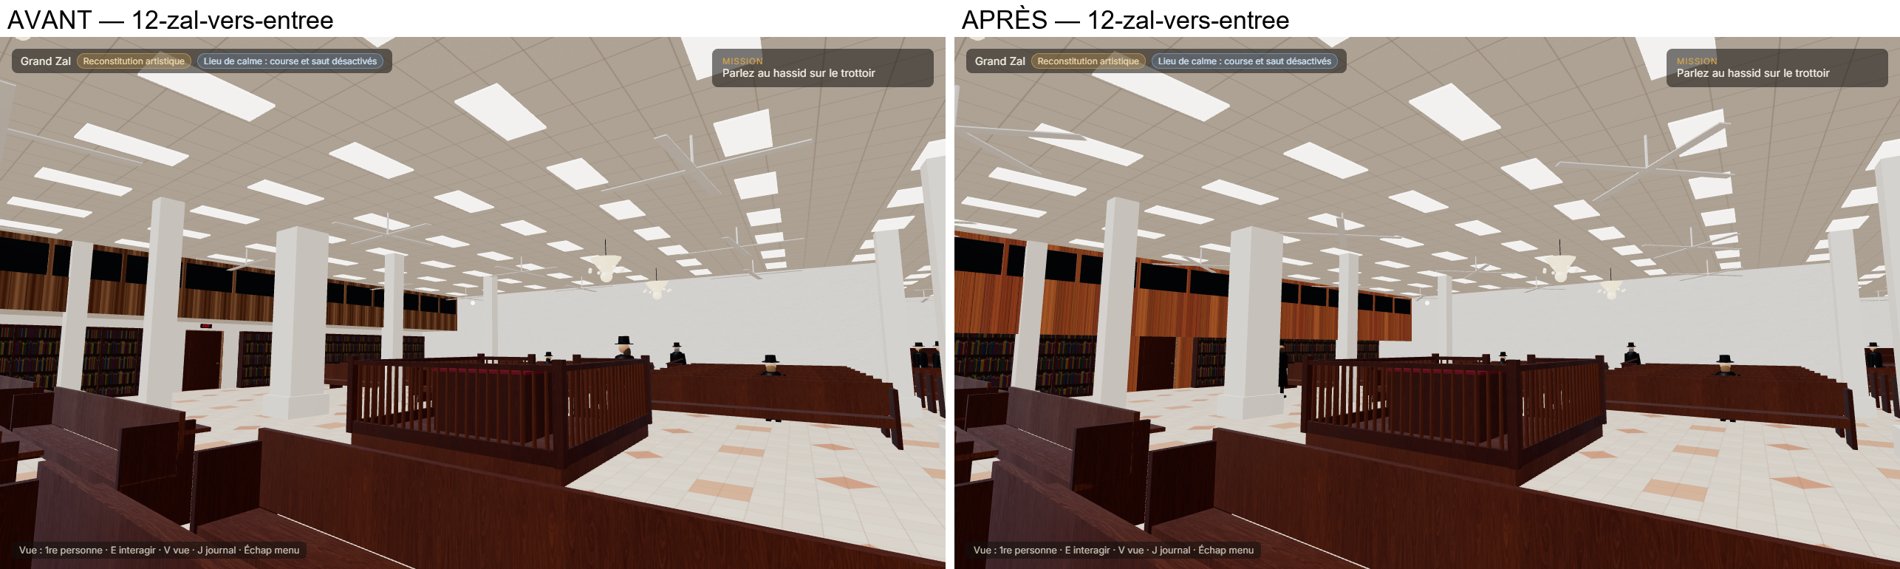 AVANT — 12-zal-vers-entree
Grand Zal Reconstitution artistique Lieu de calme : course et saut désactivés
MISSION
Parlez au hassid sur le trottoir
Vue : 1re personne · E interagir · V vue · J journal · Échap menu
APRÈS — 12-zal-vers-entree
Grand Zal Reconstitution artistique Lieu de calme : course et saut désactivés
MISSION
Parlez au hassid sur le trottoir
Vue : 1re personne · E interagir · V vue · J journal · Échap menu